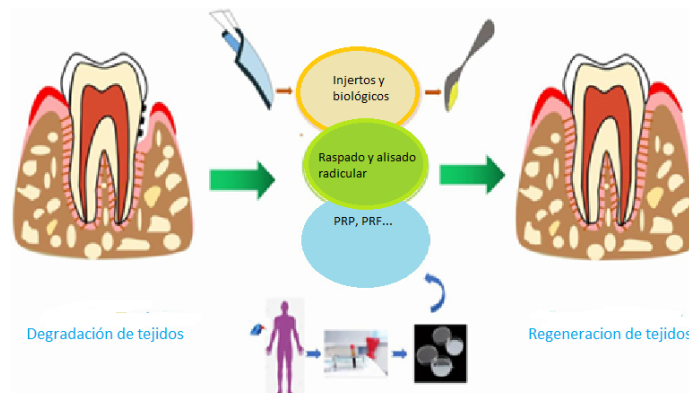 Injertos y
biológicos
Raspado y alisado
radicular
PRP, PRF...
Degradación de tejidos
Regeneracion de tejidos